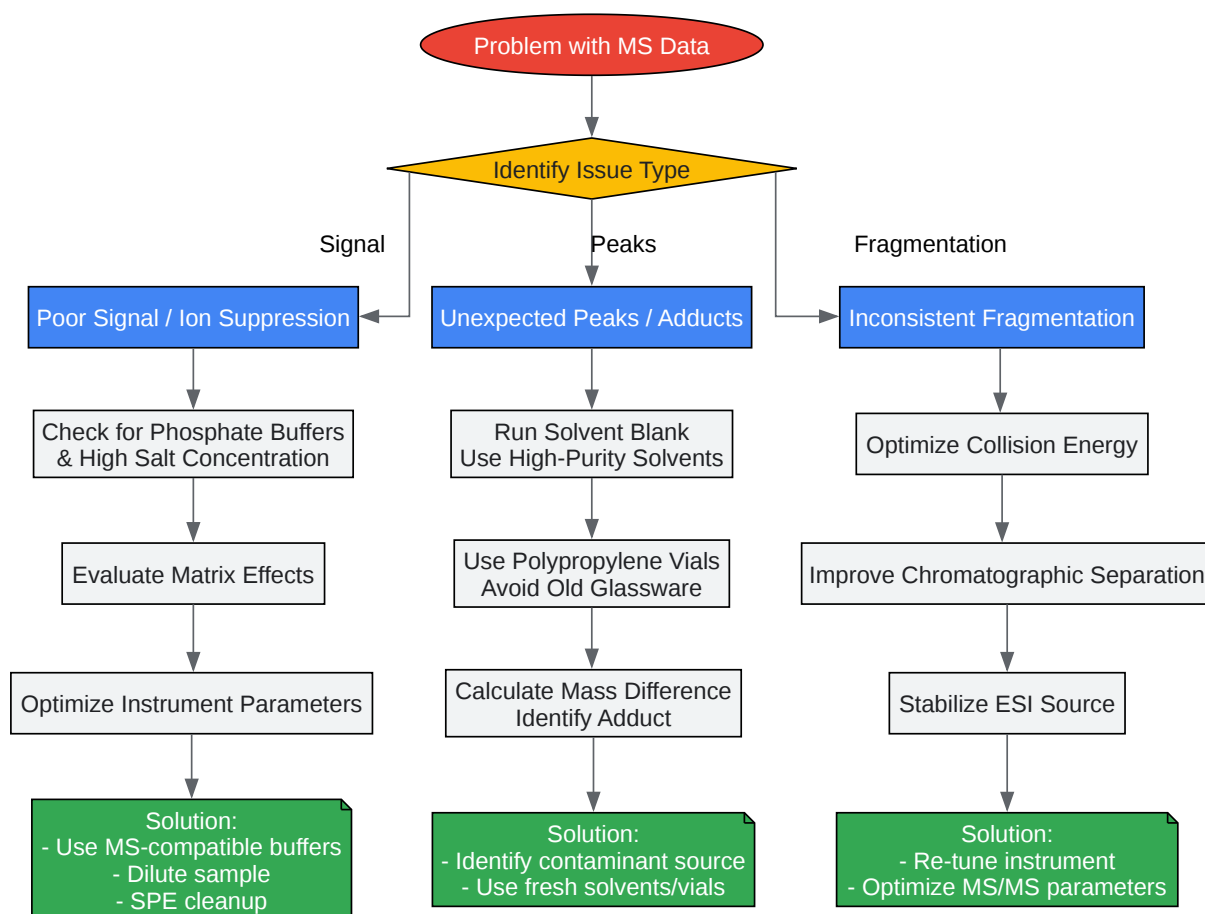 Problem with MS Data
Identify Issue Type
Signal
Peaks
Fragmentation
Poor Signal / Ion Suppression
Unexpected Peaks / Adducts
Inconsistent Fragmentation
Check for Phosphate Buffers
& High Salt Concentration
Run Solvent Blank
Use High-Purity Solvents
Optimize Collision Energy
Evaluate Matrix Effects
Use Polypropylene Vials
Avoid Old Glassware
Improve Chromatographic Separation
Optimize Instrument Parameters
Calculate Mass Difference
Identify Adduct
Stabilize ESI Source
Solution:
- Use MS-compatible buffers
- Dilute sample
- SPE cleanup
Solution:
- Identify contaminant source
- Use fresh solvents/vials
Solution:
- Re-tune instrument
- Optimize MS/MS parameters